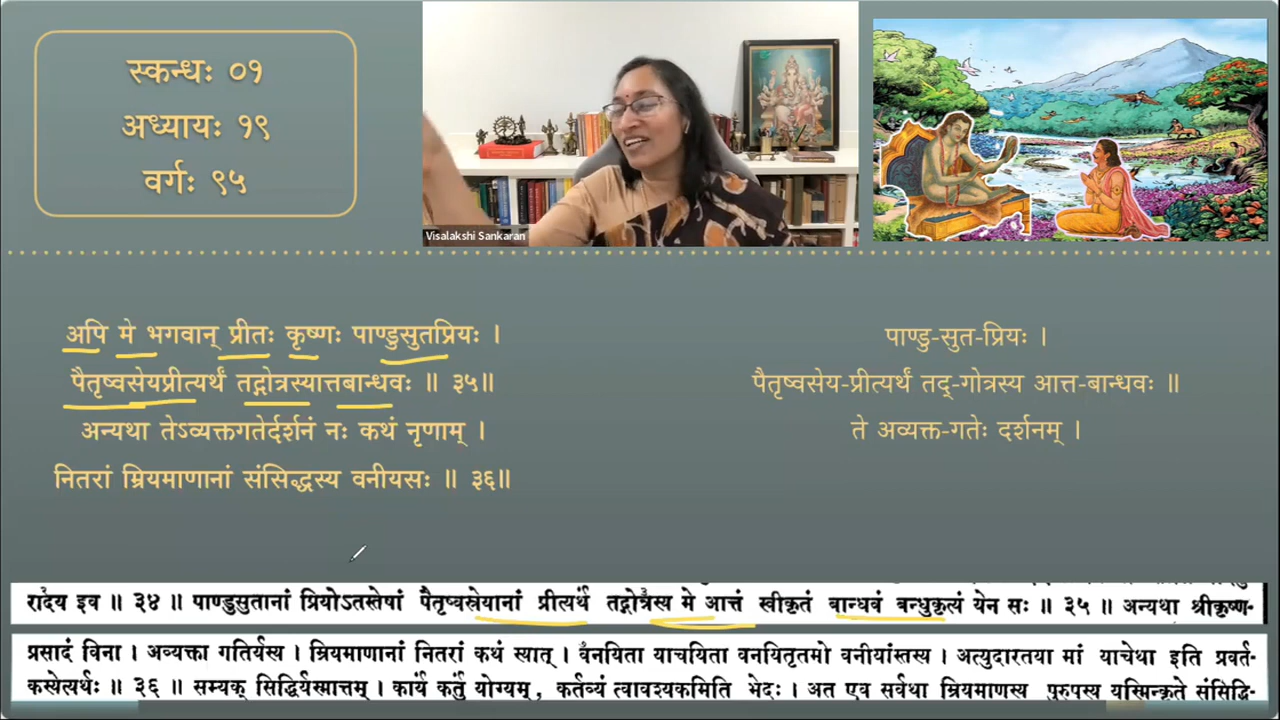 स्कन्धः ०१
अध्यायः १९
वर्गः ९५
Visalakshi Sankaran
अपि मे भगवान् प्रीतः कृष्णः पाण्डुसुतप्रियः ।
पैतृष्वसेयप्रीत्यर्थं तद्गोत्रस्यात्तबान्धवः ॥ ३५॥
अन्यथा तेऽव्यक्तगतेर्दर्शनं नः कथं नृणाम् ।
नितरां म्रियमाणानां संसिद्धस्य वनीयसः ॥ ३६॥
पाण्डु-सुत-प्रियः ।
पैतृष्वसेय-प्रीत्यर्थं तद्-गोत्रस्य आत्त-बान्धवः ॥
ते अव्यक्त-गतेः दर्शनम् ।
रादेय इव ॥ ३४ ॥ पाण्डुसुतानां प्रियोऽतस्तेषां पैतृष्वस्रेयानां प्रीत्यर्थं तद्गोत्रस्य मे आत्तं स्वीकृतं बान्धवं बन्धुकृत्यं येन सः ॥ ३५ ॥ अन्यथा श्रीकृष्ण-
प्रसादं विना । अव्यक्ता गतिर्यस्य । म्रियमाणानां नितरां कथं स्यात् । वनयिता याचयिता वनयितृतमो वनीयांस्तस्य । अत्युदारतया मां याचेथा इति प्रवर्त-
कस्येत्यर्थः ॥ ३६ ॥ सम्यक् सिद्धिर्यस्मात्तम् । कार्यं कर्तुं योग्यम् , कर्तव्यं त्वावश्यकमिति भेदः । अत एव सर्वथा म्रियमाणस्य पुरुषस्य यस्मिन्कृते संसिद्धि-